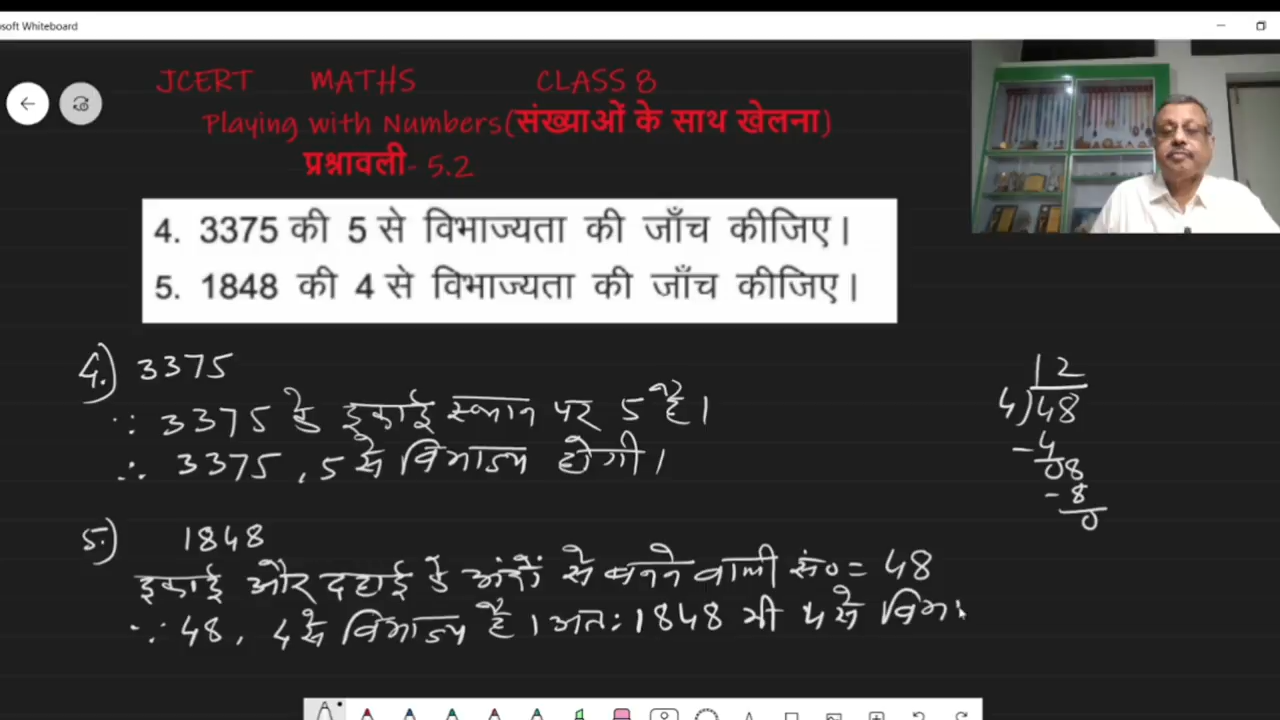 soft Whiteboard
JCERT MATHS CLASS 8
Playing with Numbers(संख्याओं के साथ खेलना)
प्रश्नावली- 5.2
4. 3375 की 5 से विभाज्यता की जाँच कीजिए।
5. 1848 की 4 से विभाज्यता की जाँच कीजिए।
4.) 3375
∵ 3375 के इकाई स्थान पर 5 है।
∴ 3375, 5 से विभाज्य होगी।
12
4)48
-4
08
-8
0
5.) 1848
इकाई और दहाई के अंकों से बनने वाली सं० = 48
∵ 48, 4 से विभाज्य है। अतः 1848 भी 4 से विभ